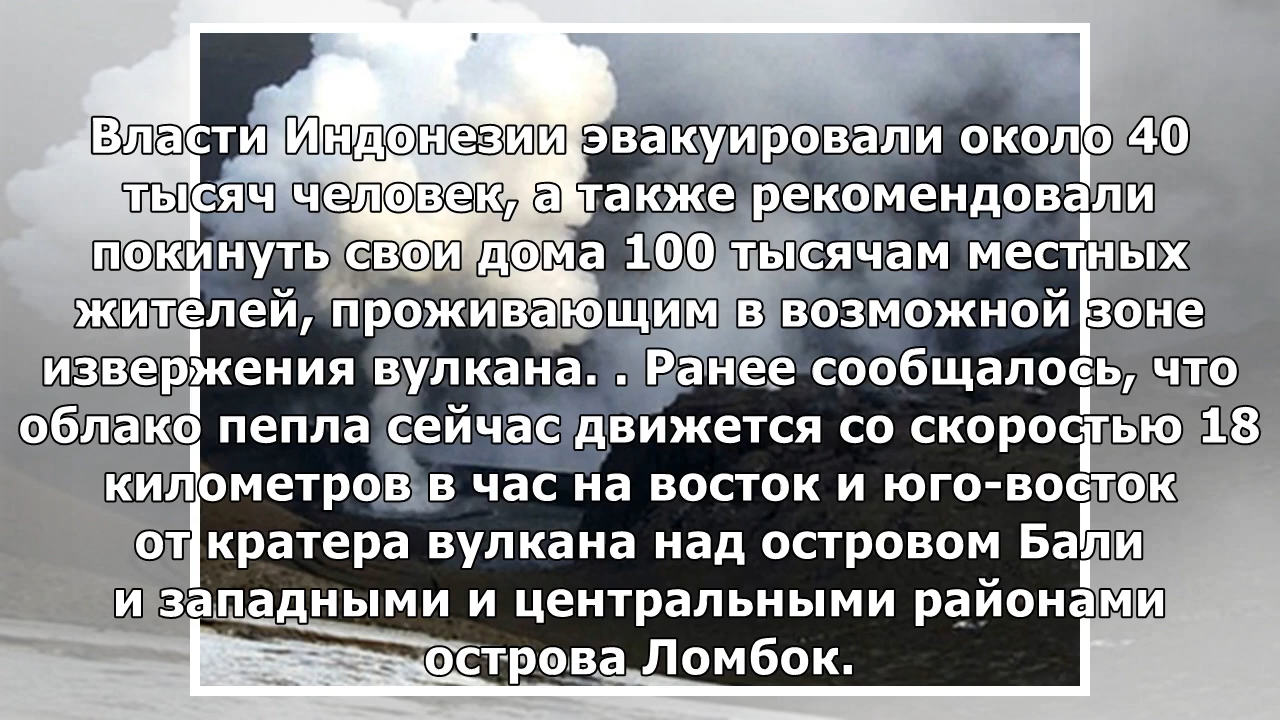 Власти Индонезии эвакуировали около 40
тысяч человек, а также рекомендовали
покинуть свои дома 100 тысячам местных
жителей, проживающим в возможной зоне
извержения вулкана. . Ранее сообщалось, что
облако пепла сейчас движется со скоростью 18
километров в час на восток и юго-восток
от кратера вулкана над островом Бали
и западными и центральными районами
острова Ломбок.